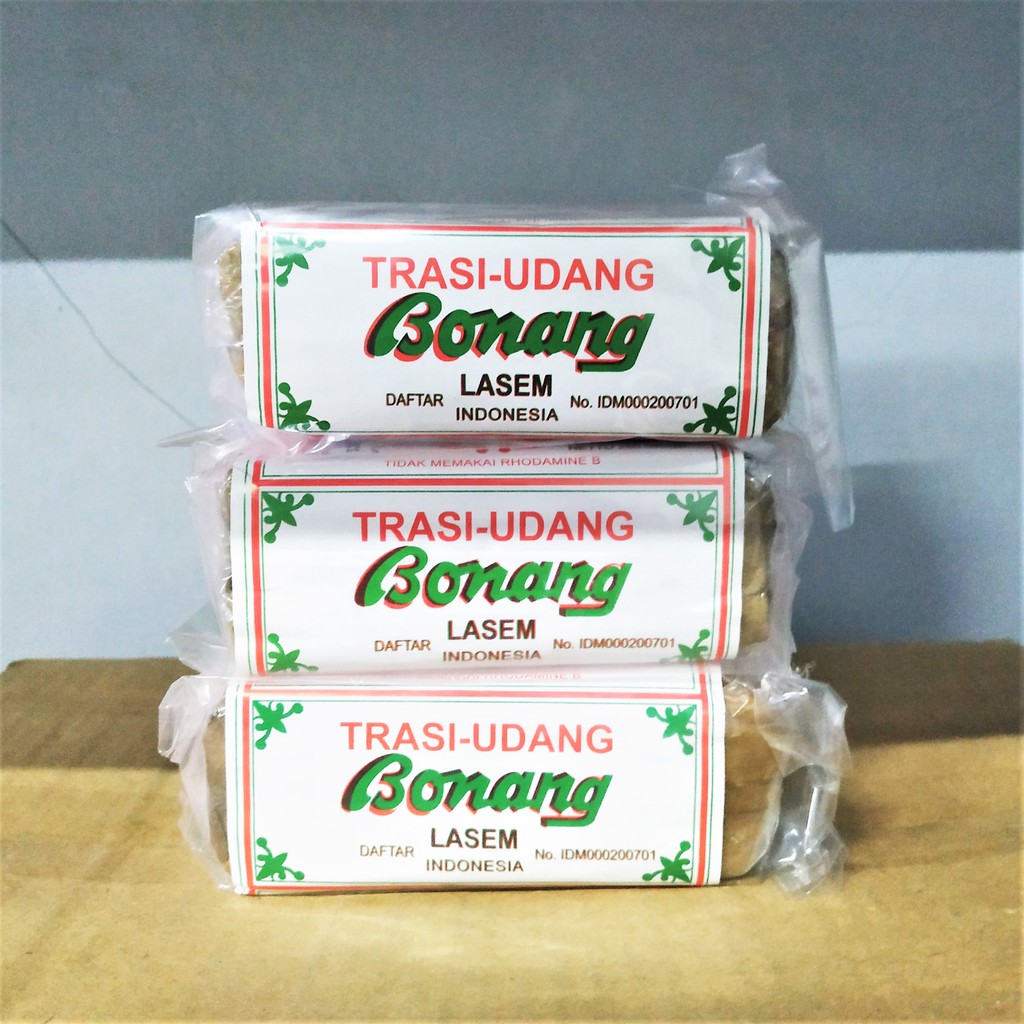 TRASI-UDANG
Bonang
LASEM
DAFTAR No. IDM000200701
INDONESIA
TIDAK MEMAKAI RHODAMINE B
TRASI-UDANG
Bonang
LASEM
DAFTAR No. IDM000200701
INDONESIA
RHODAMINE B
TRASI-UDANG
Bonang
LASEM
DAFTAR No. IDM000200701
INDONESIA